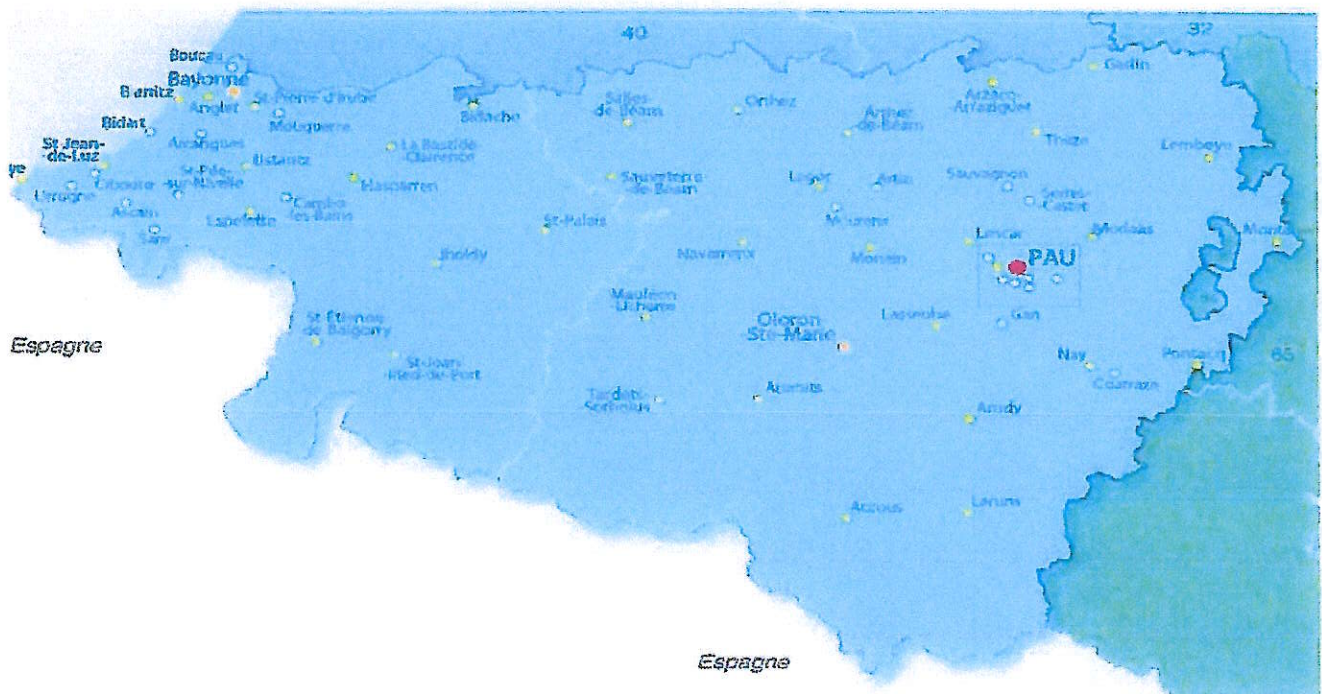 40
32
Boucau
Garlin
Bayonne
Biarritz
Anglet
St-Pierre d'Irube
Bidache
Salies-
de-Béarn
Orthez
Arzacq-
Arraziguet
Arthez
-de-Béarn
Bidart
Mouguerre
Arcangues
La Bastide
-Clairence
Thèze
Lembeye
St Jean-
de-Luz
Ustaritz
ye
Ciboure
St-Pée-
sur-Nivelle
Hasparren
Sauveterre
-de-Béarn
Lagor
Artix
Sauvagnon
Serres-
Castet
Urrugne
Ascain
Cambo
-les-Bains
Espelette
Mourenx
Sare
St-Palais
Navarrenx
Monein
Lescar
Morlaàs
Monta
Iholdy
PAU
Mauléon
-Licharre
St-Étienne
de Baïgorry
Oloron
Ste-Marie
Lasseube
Gan
Espagne
St-Jean-
Pied-de-Port
Nay
Coarraze
Pontacq
65
Tardets-
Sorholus
Aramits
Arudy
Accous
Laruns
Espagne